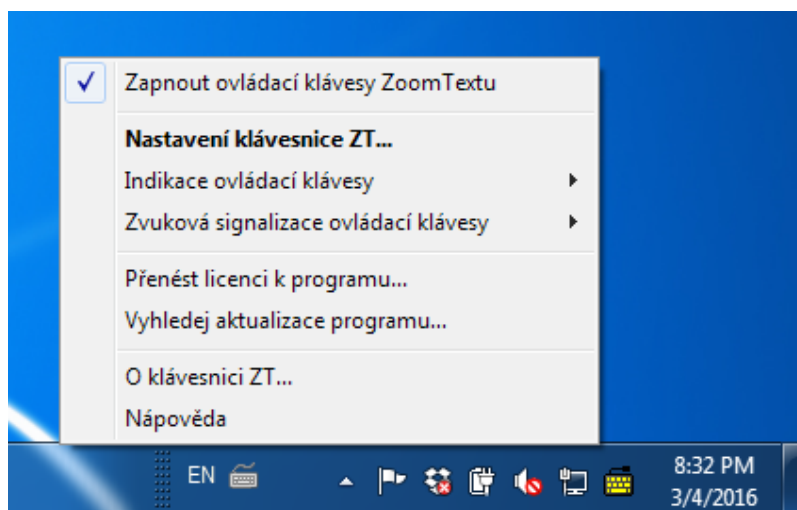 Zapnout ovládací klávesy ZoomTextu
Nastavení klávesnice ZT...
Indikace ovládací klávesy
Zvuková signalizace ovládací klávesy
Přenést licenci k programu...
Vyhledej aktualizace programu...
O klávesnici ZT...
Nápověda
EN
8:32 PM
3/4/2016